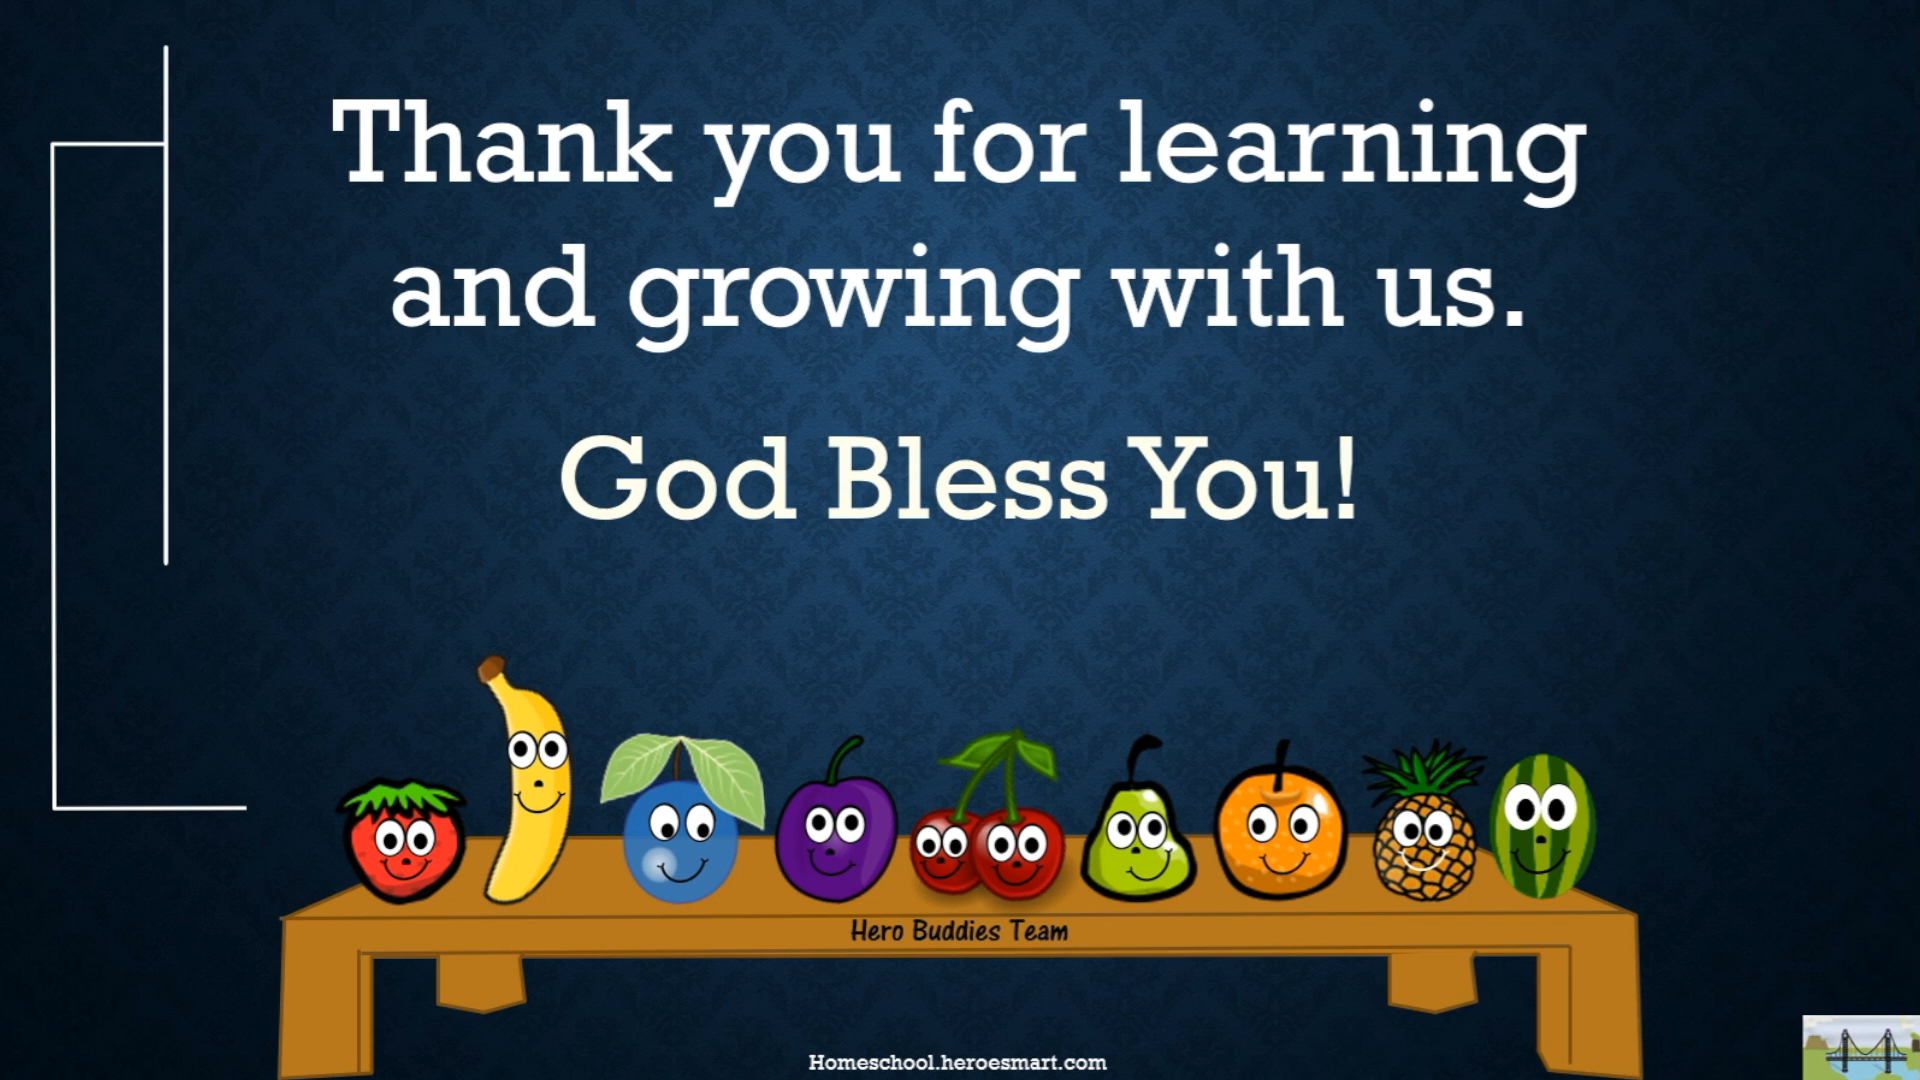 Thank you for learning
and growing with us.
God Bless You!
Hero Buddies Team
Homeschool.heroesmart.com